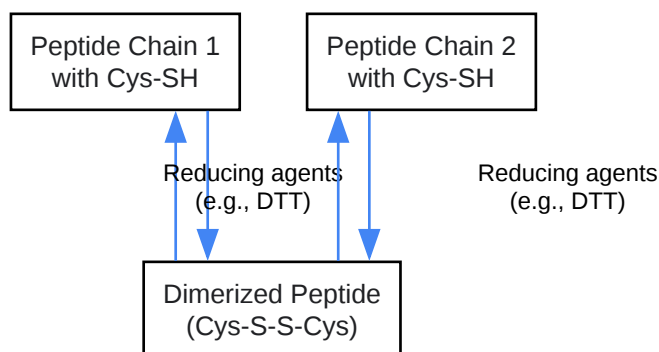 Peptide Chain 1
with Cys-SH
Peptide Chain 2
with Cys-SH
Reducing agents
(e.g., DTT)
Reducing agents
(e.g., DTT)
Dimerized Peptide
(Cys-S-S-Cys)